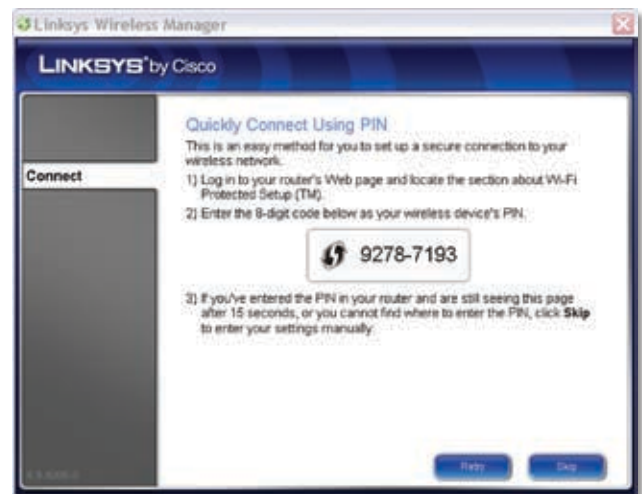 Linksys Wireless Manager
LINKSYS® by Cisco
Connect
Quickly Connect Using PIN
This is an easy method for you to set up a secure connection to your
wireless network.
1) Log in to your router's Web page and locate the section about Wi-Fi
Protected Setup (TM).
2) Enter the 8-digit code below as your wireless device's PIN.
9278-7193
3) If you've entered the PIN in your router and are still seeing this page
after 15 seconds, or you cannot find where to enter the PIN, click Skip
to enter your settings manually.
Retry
Skip